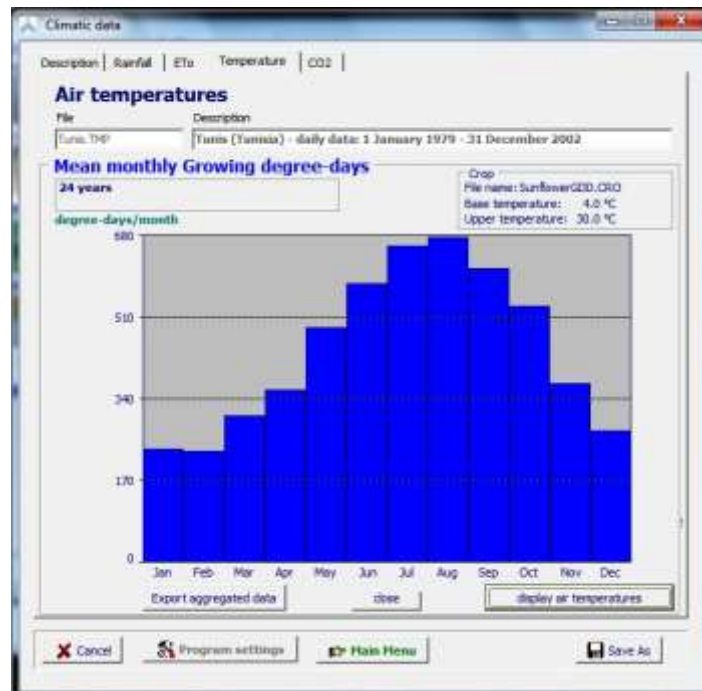 Climatic data
Description Rainfall ETo Temperature CO2
Air temperatures
File Description
Tunis.TMP Tunis (Tunisia) - daily data: 1 January 1979 - 31 December 2002
Mean monthly Growing degree-days
24 years
Crop
File name: SunflowerGDD.CRO
Base temperature: 4.0 °C
Upper temperature: 30.0 °C
degree-days/month
680
510
340
170
0
Jan Feb Mar Apr May Jun Jul Aug Sep Oct Nov Dec
Export aggregated data close display air temperatures
Cancel Program settings Main Menu Save As